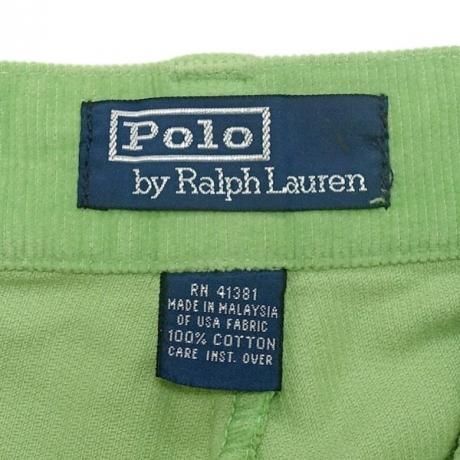 Polo
by Ralph Lauren
RN 41381
MADE IN MALAYSIA
OF USA FABRIC
100% COTTON
CARE INST. OVER